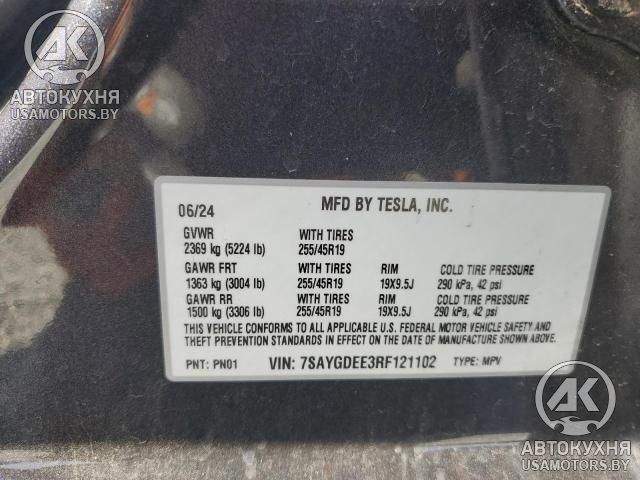 АК
АВТОКУХНЯ
USAMOTORS.BY
06/24 MFD BY TESLA, INC.
GVWR WITH TIRES
2369 kg (5224 lb) 255/45R19
GAWR FRT WITH TIRES RIM COLD TIRE PRESSURE
1363 kg (3004 lb) 255/45R19 19X9.5J 290 kPa, 42 psi
GAWR RR WITH TIRES RIM COLD TIRE PRESSURE
1500 kg (3306 lb) 255/45R19 19X9.5J 290 kPa, 42 psi
THIS VEHICLE CONFORMS TO ALL APPLICABLE U.S. FEDERAL MOTOR VEHICLE SAFETY AND
THEFT PREVENTION STANDARDS IN EFFECT ON THE DATE OF MANUFACTURE SHOWN ABOVE.
PNT: PN01 VIN: 7SAYGDEE3RF121102 TYPE: MPV
АК
АВТОКУХНЯ
USAMOTORS.BY